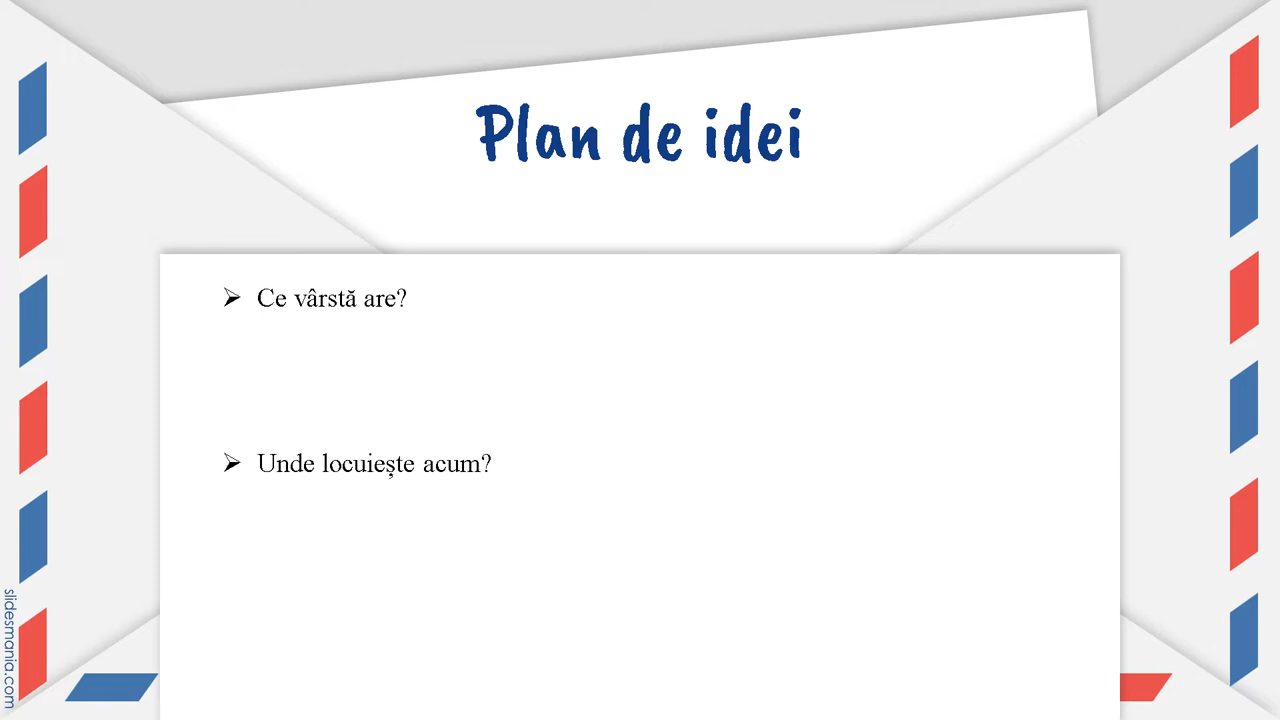 Plan de idei
➢ Ce vârstă are?
➢ Unde locuiește acum?
slidesmania.com